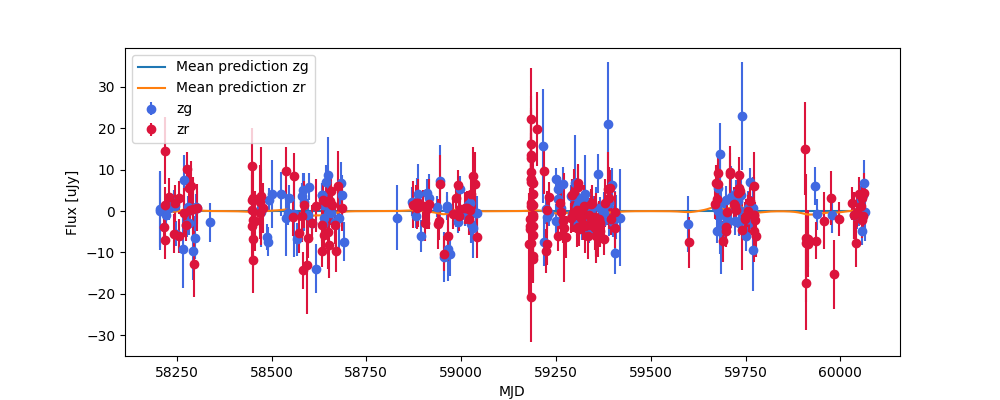 Mean prediction zg
Mean prediction zr
zg
zr
Flux [uJy]
30
20
10
0
−10
−20
−30
58250
58500
58750
59000
59250
59500
59750
60000
MJD